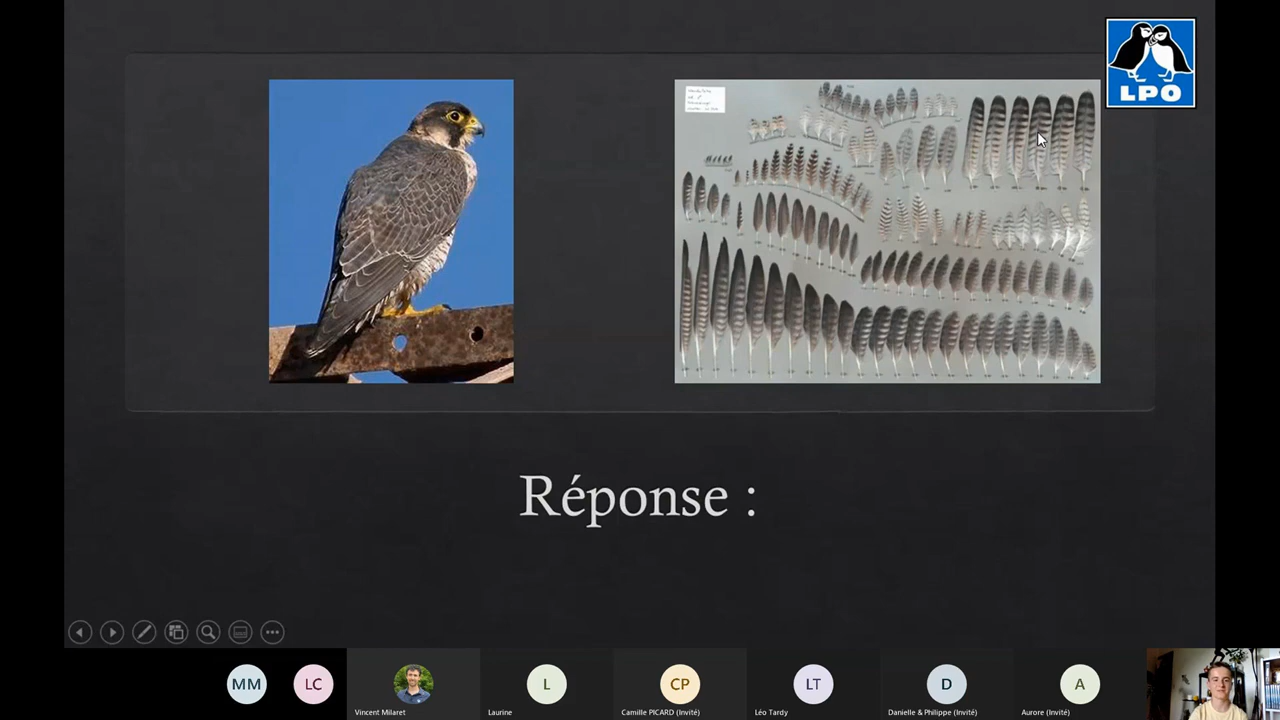 LPO
Réponse :
MM
LC
L
CP
LT
D
A
Vincent Milaret
Laurine
Camille PICARD (Invité)
Léo Tardy
Danielle & Philippe (Invité)
Aurore (Invité)